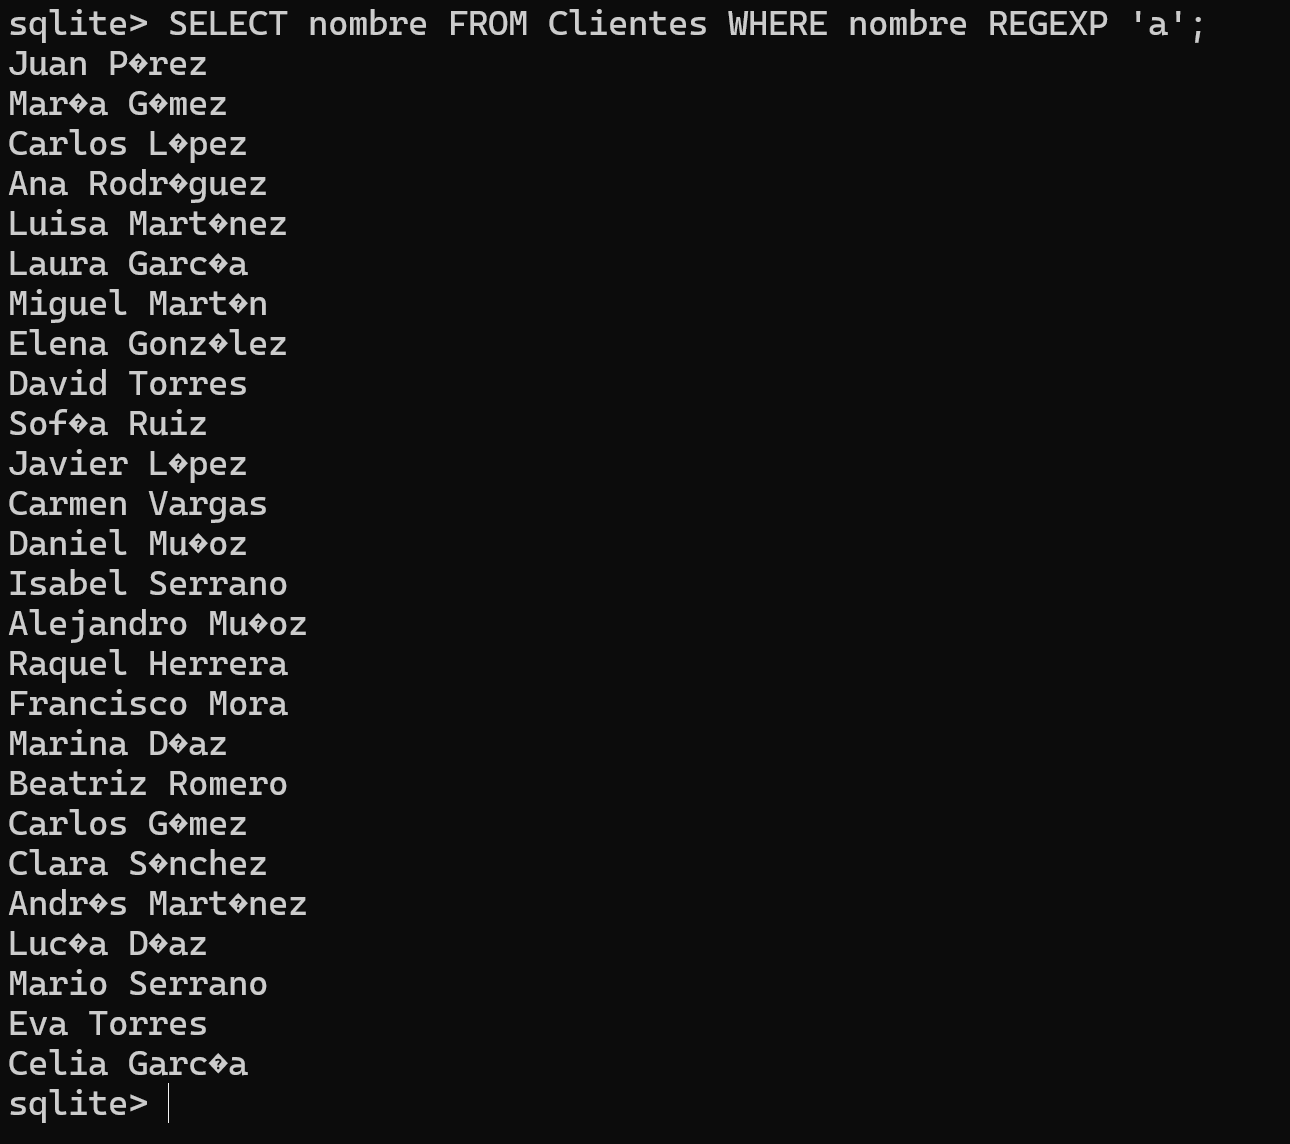 sqlite> SELECT nombre FROM Clientes WHERE nombre REGEXP 'a';
Juan P�rez
Mar�a G�mez
Carlos L�pez
Ana Rodr�guez
Luisa Mart�nez
Laura Garc�a
Miguel Mart�n
Elena Gonz�lez
David Torres
Sof�a Ruiz
Javier L�pez
Carmen Vargas
Daniel Mu�oz
Isabel Serrano
Alejandro Mu�oz
Raquel Herrera
Francisco Mora
Marina D�az
Beatriz Romero
Carlos G�mez
Clara S�nchez
Andr�s Mart�nez
Luc�a D�az
Mario Serrano
Eva Torres
Celia Garc�a
sqlite>